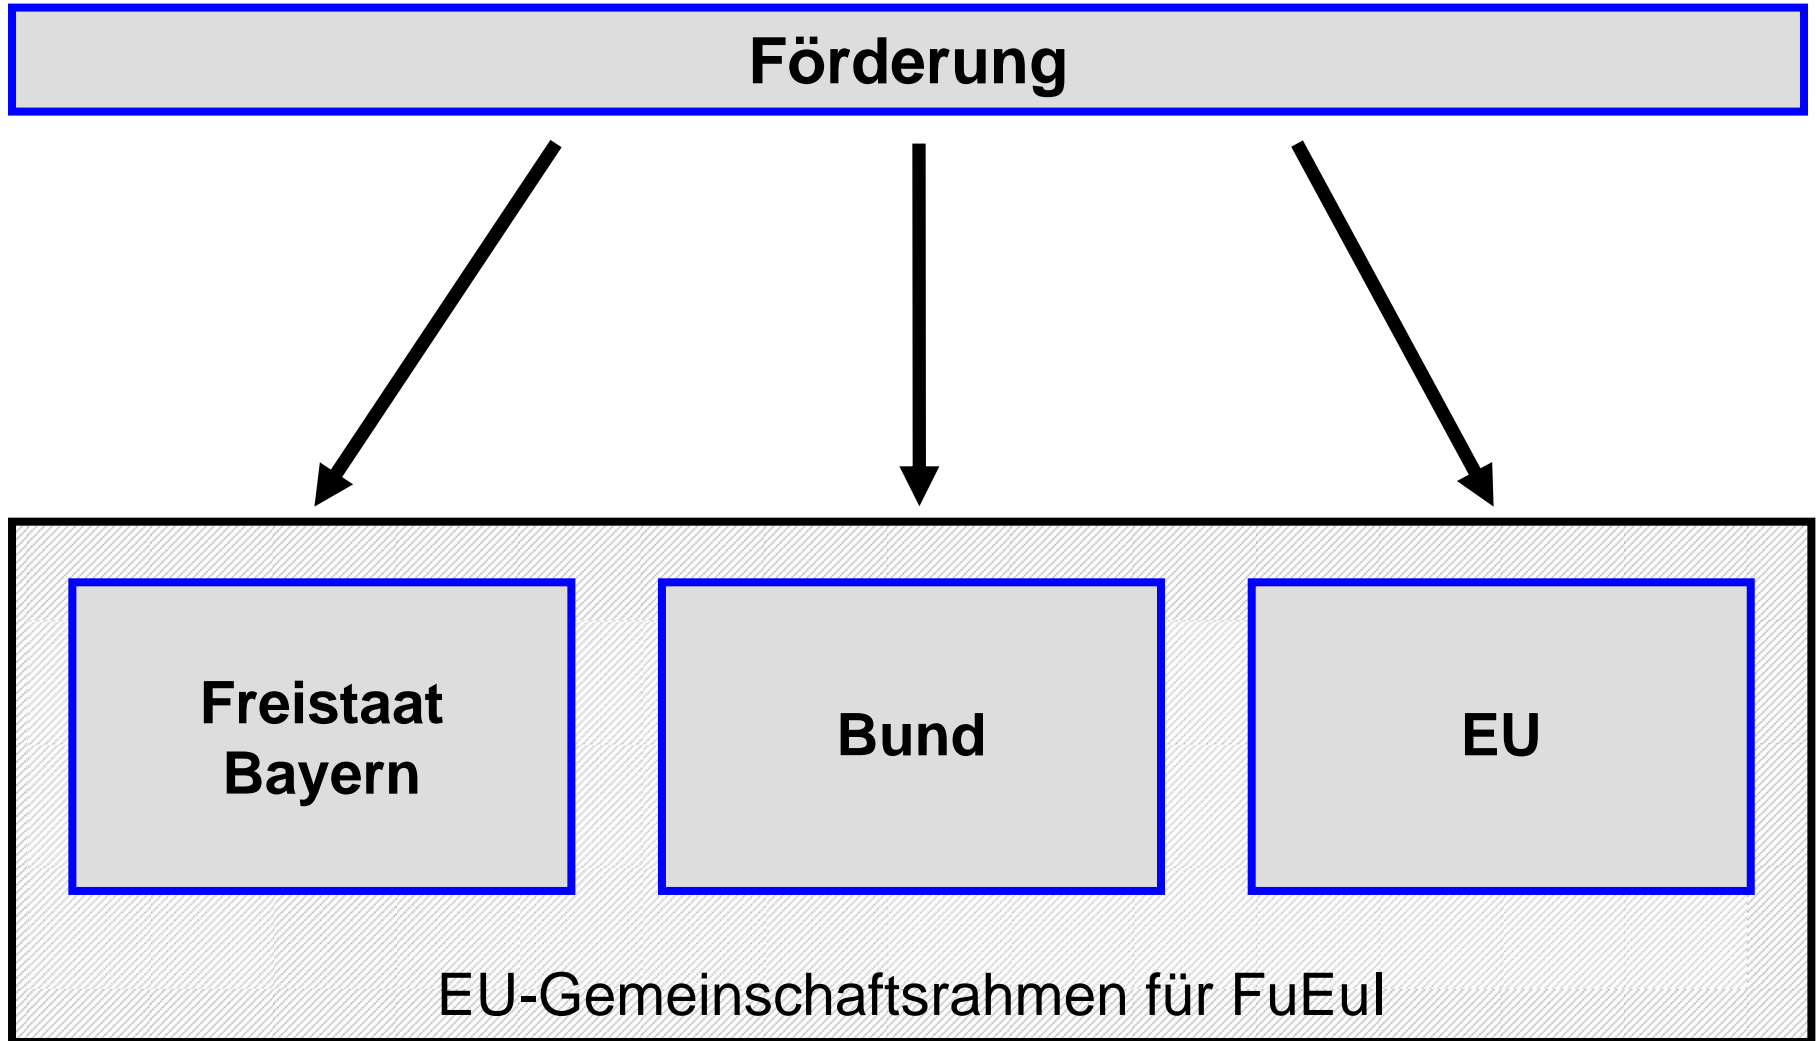 Förderung
Freistaat
Bayern
Bund
EU
EU-Gemeinschaftsrahmen für FuEuI